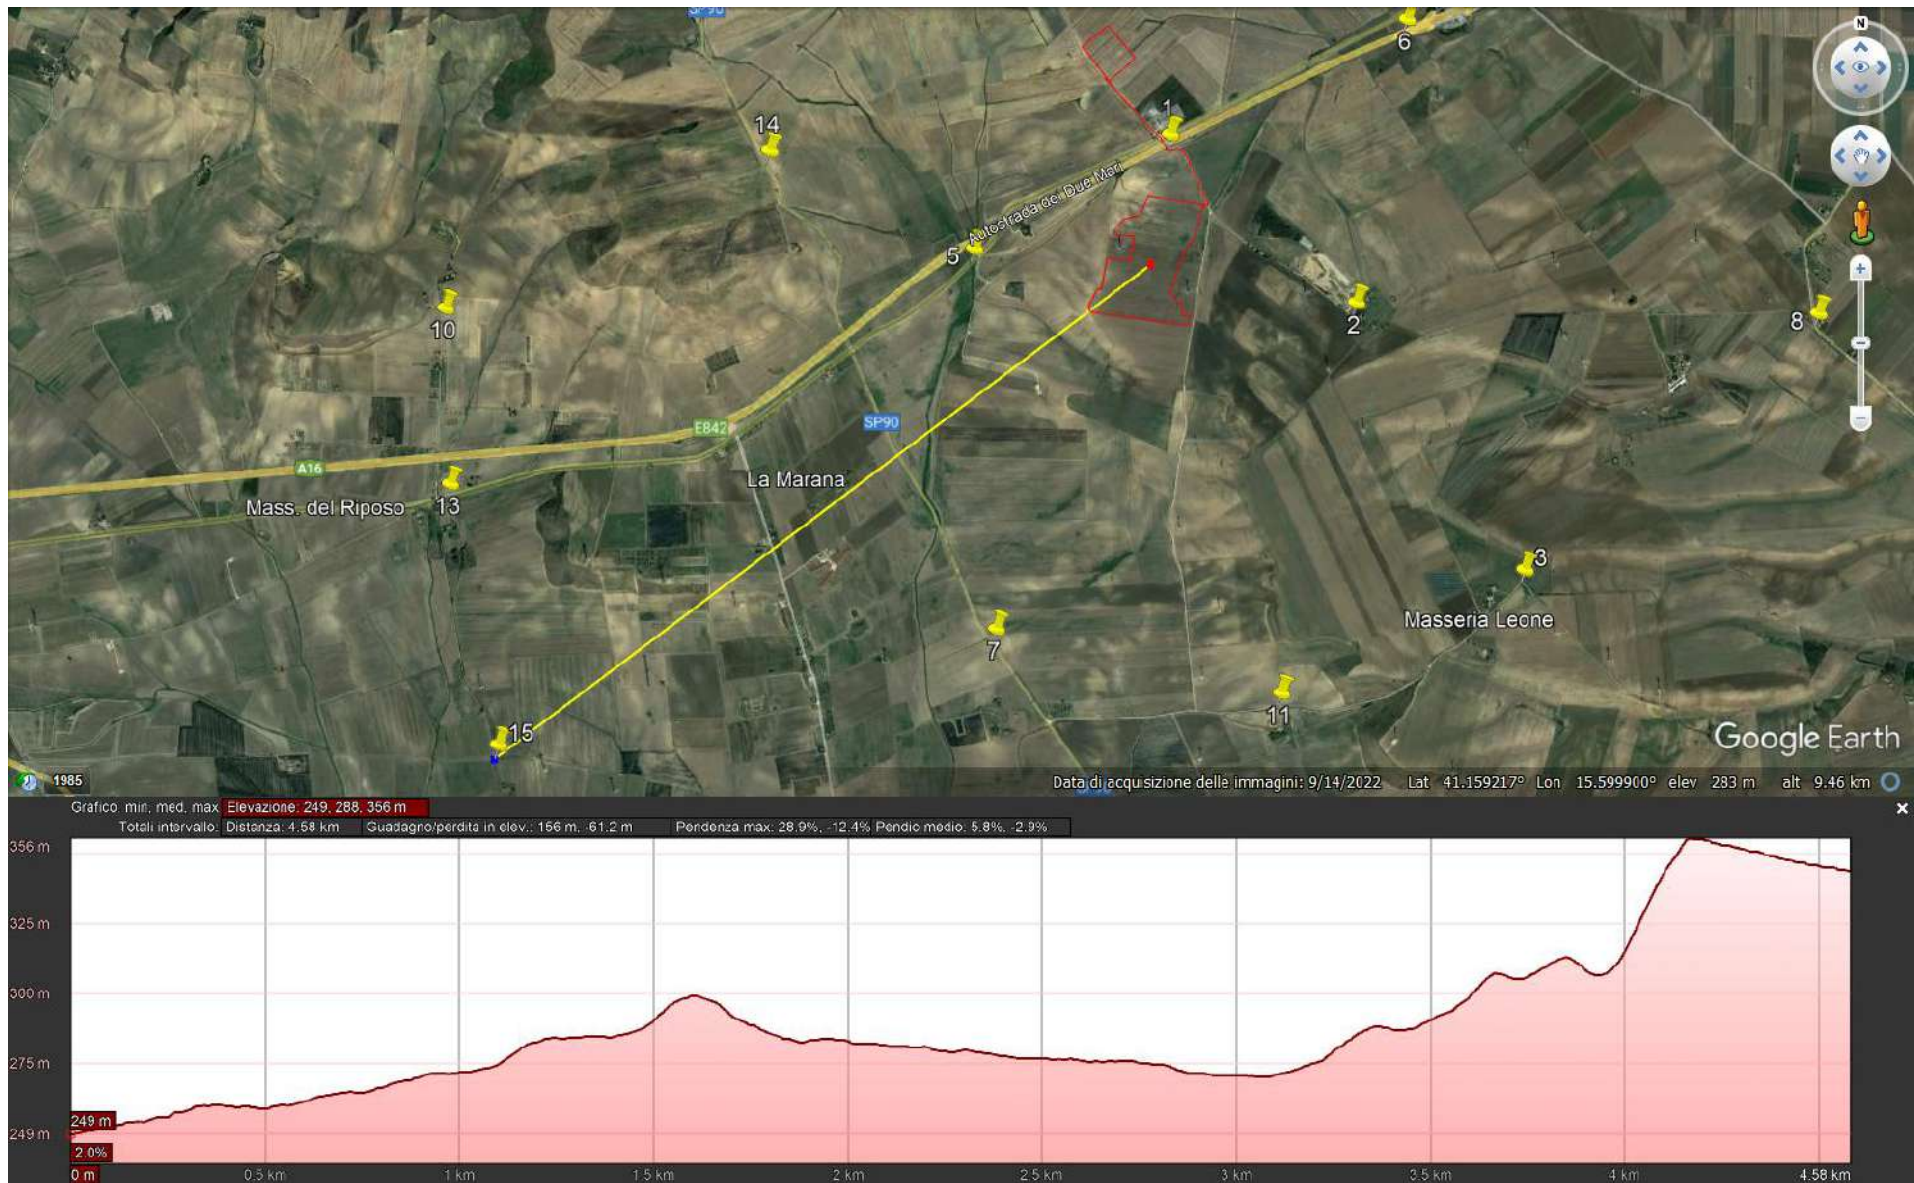 SP90
N
6
1
14
Autostrada dei Due Mari
5
10
2
8
SP90
E842
A16
La Marana
Mass. del Riposo
13
3
Masseria Leone
7
11
15
Google Earth
1985
Data di acquisizione delle immagini: 9/14/2022 Lat 41.159217° Lon 15.599900° elev 283 m alt 9.46 km
Grafico min, med, max Elevazione: 249, 288, 356 m
Totali intervallo: Distanza: 4.58 km Guadagno/perdita in elev.: 156 m, -61.2 m Pendenza max: 28.9%, -12.4% Pendio medio: 5.8%, -2.9%
356 m
325 m
300 m
275 m
249 m
249 m
2.0%
0 m 0.5 km 1 km 1.5 km 2 km 2.5 km 3 km 3.5 km 4 km 4.58 km